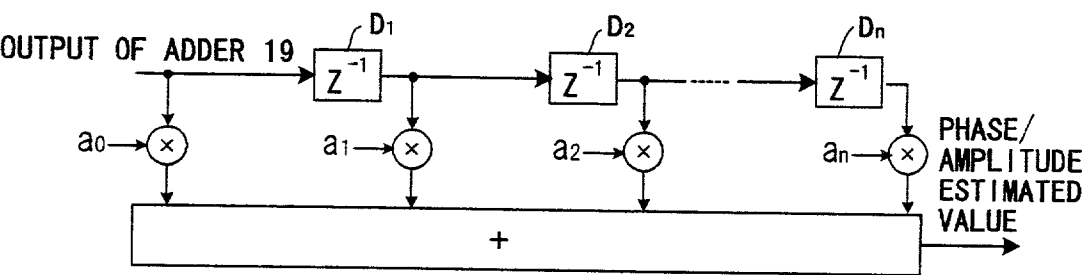 D1 D2 Dn
OUTPUT OF ADDER 19
Z⁻¹ Z⁻¹ Z⁻¹
a0 × a1 × a2 × an ×
PHASE/
AMPLITUDE
ESTIMATED
VALUE
+